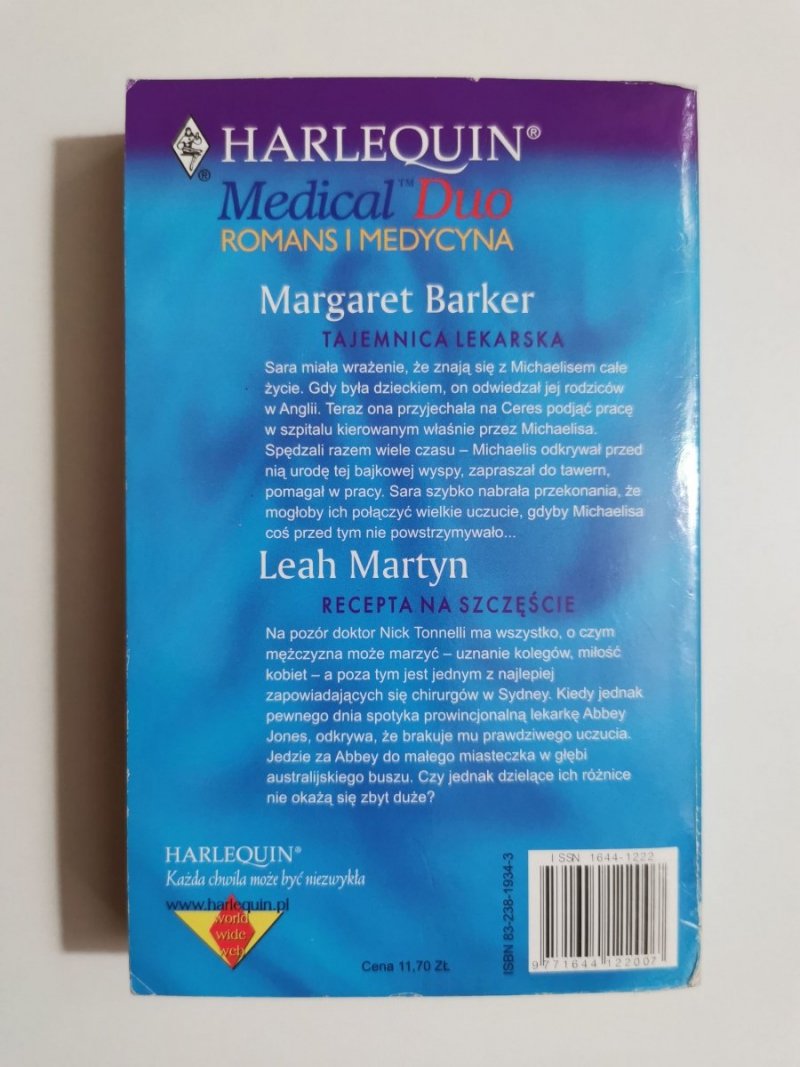 HARLEQUIN®
®
Medical™ Duo
ROMANS I MEDYCYNA
Margaret Barker
TAJEMNICA LEKARSKA
Sara miała wrażenie, że znają się z Michaelisem całe
życie. Gdy była dzieckiem, on odwiedzał jej rodziców
w Anglii. Teraz ona przyjechała na Ceres podjąć pracę
w szpitalu kierowanym właśnie przez Michaelisa.
Spędzali razem wiele czasu – Michaelis odkrywał przed
nią urodę tej bajkowej wyspy, zapraszał do tawern,
pomagał w pracy. Sara szybko nabrała przekonania, że
mogłoby ich połączyć wielkie uczucie, gdyby Michaelisa
coś przed tym nie powstrzymywało...
Leah Martyn
RECEPTA NA SZCZĘŚCIE
Na pozór doktor Nick Tonnelli ma wszystko, o czym
mężczyzna może marzyć – uznanie kolegów, miłość
kobiet – a poza tym jest jednym z najlepiej
zapowiadających się chirurgów w Sydney. Kiedy jednak
pewnego dnia spotyka prowincjonalną lekarkę Abbey
Jones, odkrywa, że brakuje mu prawdziwego uczucia.
Jedzie za Abbey do małego miasteczka w głębi
australijskiego buszu. Czy jednak dzielące ich różnice
nie okażą się zbyt duże?
HARLEQUIN®
Każda chwila może być niezwykła
www.harlequin.pl
world
wide
web
Cena 11,70 ZŁ
ISBN 83-238-1934-3
ISSN 1644-1222
9 771644 122007